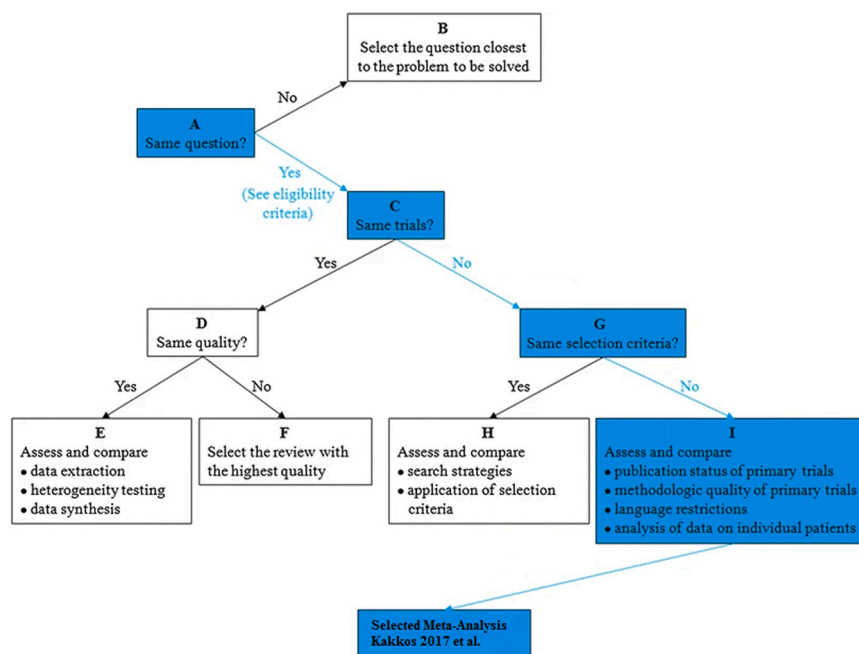 B
Select the question closest
to the problem to be solved
No
A
Same question?
Yes
(See eligibility
criteria)
C
Same trials?
Yes
No
D
Same quality?
G
Same selection criteria?
Yes
No
Yes
No
E
Assess and compare
• data extraction
• heterogeneity testing
• data synthesis
F
Select the review with
the highest quality
H
Assess and compare
• search strategies
• application of selection
criteria
I
Assess and compare
• publication status of primary trials
• methodologic quality of primary trials
• language restrictions
• analysis of data on individual patients
Selected Meta-Analysis
Kakkos 2017 et al.